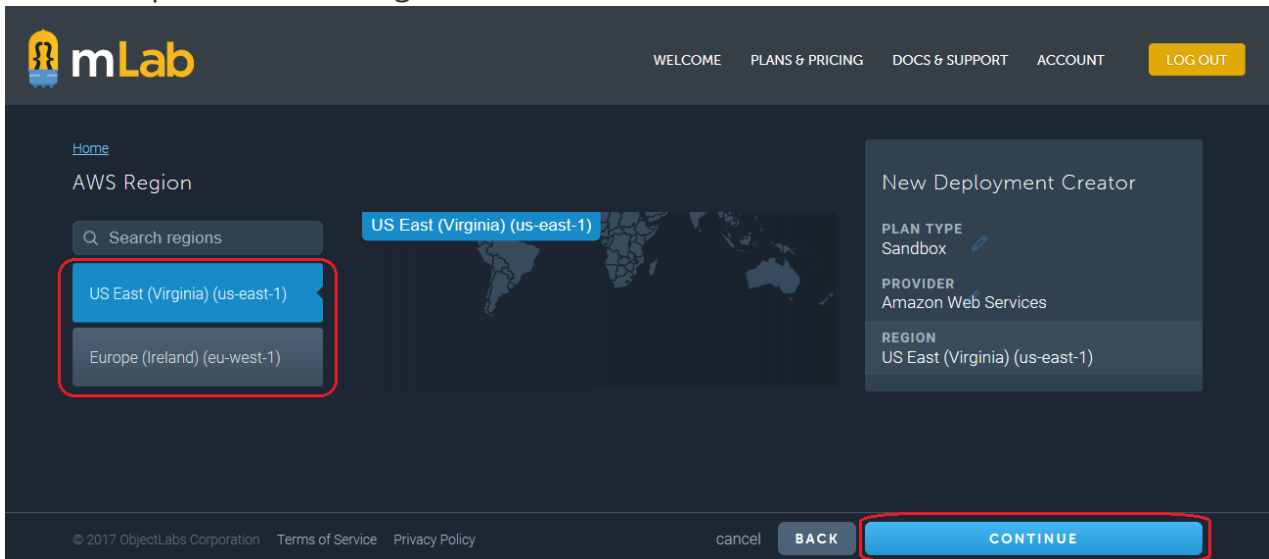 mLab
WELCOME PLANS & PRICING DOCS & SUPPORT ACCOUNT LOG OUT
Home
AWS Region
Search regions
US East (Virginia) (us-east-1)
Europe (Ireland) (eu-west-1)
US East (Virginia) (us-east-1)
New Deployment Creator
PLAN TYPE
Sandbox
PROVIDER
Amazon Web Services
REGION
US East (Virginia) (us-east-1)
© 2017 ObjectLabs Corporation Terms of Service Privacy Policy cancel BACK CONTINUE